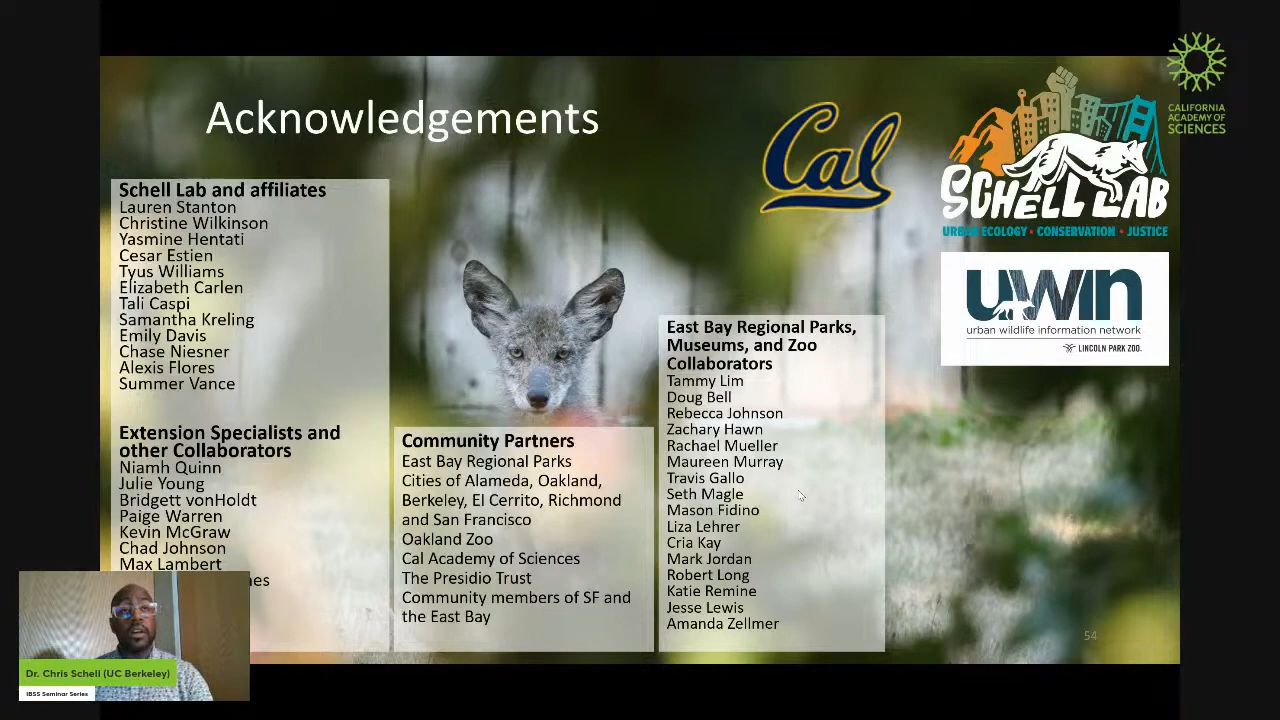 Acknowledgements
Cal
SCHELL LAB
URBAN ECOLOGY • CONSERVATION • JUSTICE
CALIFORNIA
ACADEMY OF
SCIENCES
uwin
urban wildlife information network
LINCOLN PARK ZOO.
Schell Lab and affiliates
Lauren Stanton
Christine Wilkinson
Yasmine Hentati
Cesar Estien
Tyus Williams
Elizabeth Carlen
Tali Caspi
Samantha Kreling
Emily Davis
Chase Niesner
Alexis Flores
Summer Vance
Extension Specialists and
other Collaborators
Niamh Quinn
Julie Young
Bridgett vonHoldt
Paige Warren
Kevin McGraw
Chad Johnson
Max Lambert
Community Partners
East Bay Regional Parks
Cities of Alameda, Oakland,
Berkeley, El Cerrito, Richmond
and San Francisco
Oakland Zoo
Cal Academy of Sciences
The Presidio Trust
Community members of SF and
the East Bay
East Bay Regional Parks,
Museums, and Zoo
Collaborators
Tammy Lim
Doug Bell
Rebecca Johnson
Zachary Hawn
Rachael Mueller
Maureen Murray
Travis Gallo
Seth Magle
Mason Fidino
Liza Lehrer
Cria Kay
Mark Jordan
Robert Long
Katie Remine
Jesse Lewis
Amanda Zellmer
54
Dr. Chris Schell (UC Berkeley)
IBSS Seminar Series